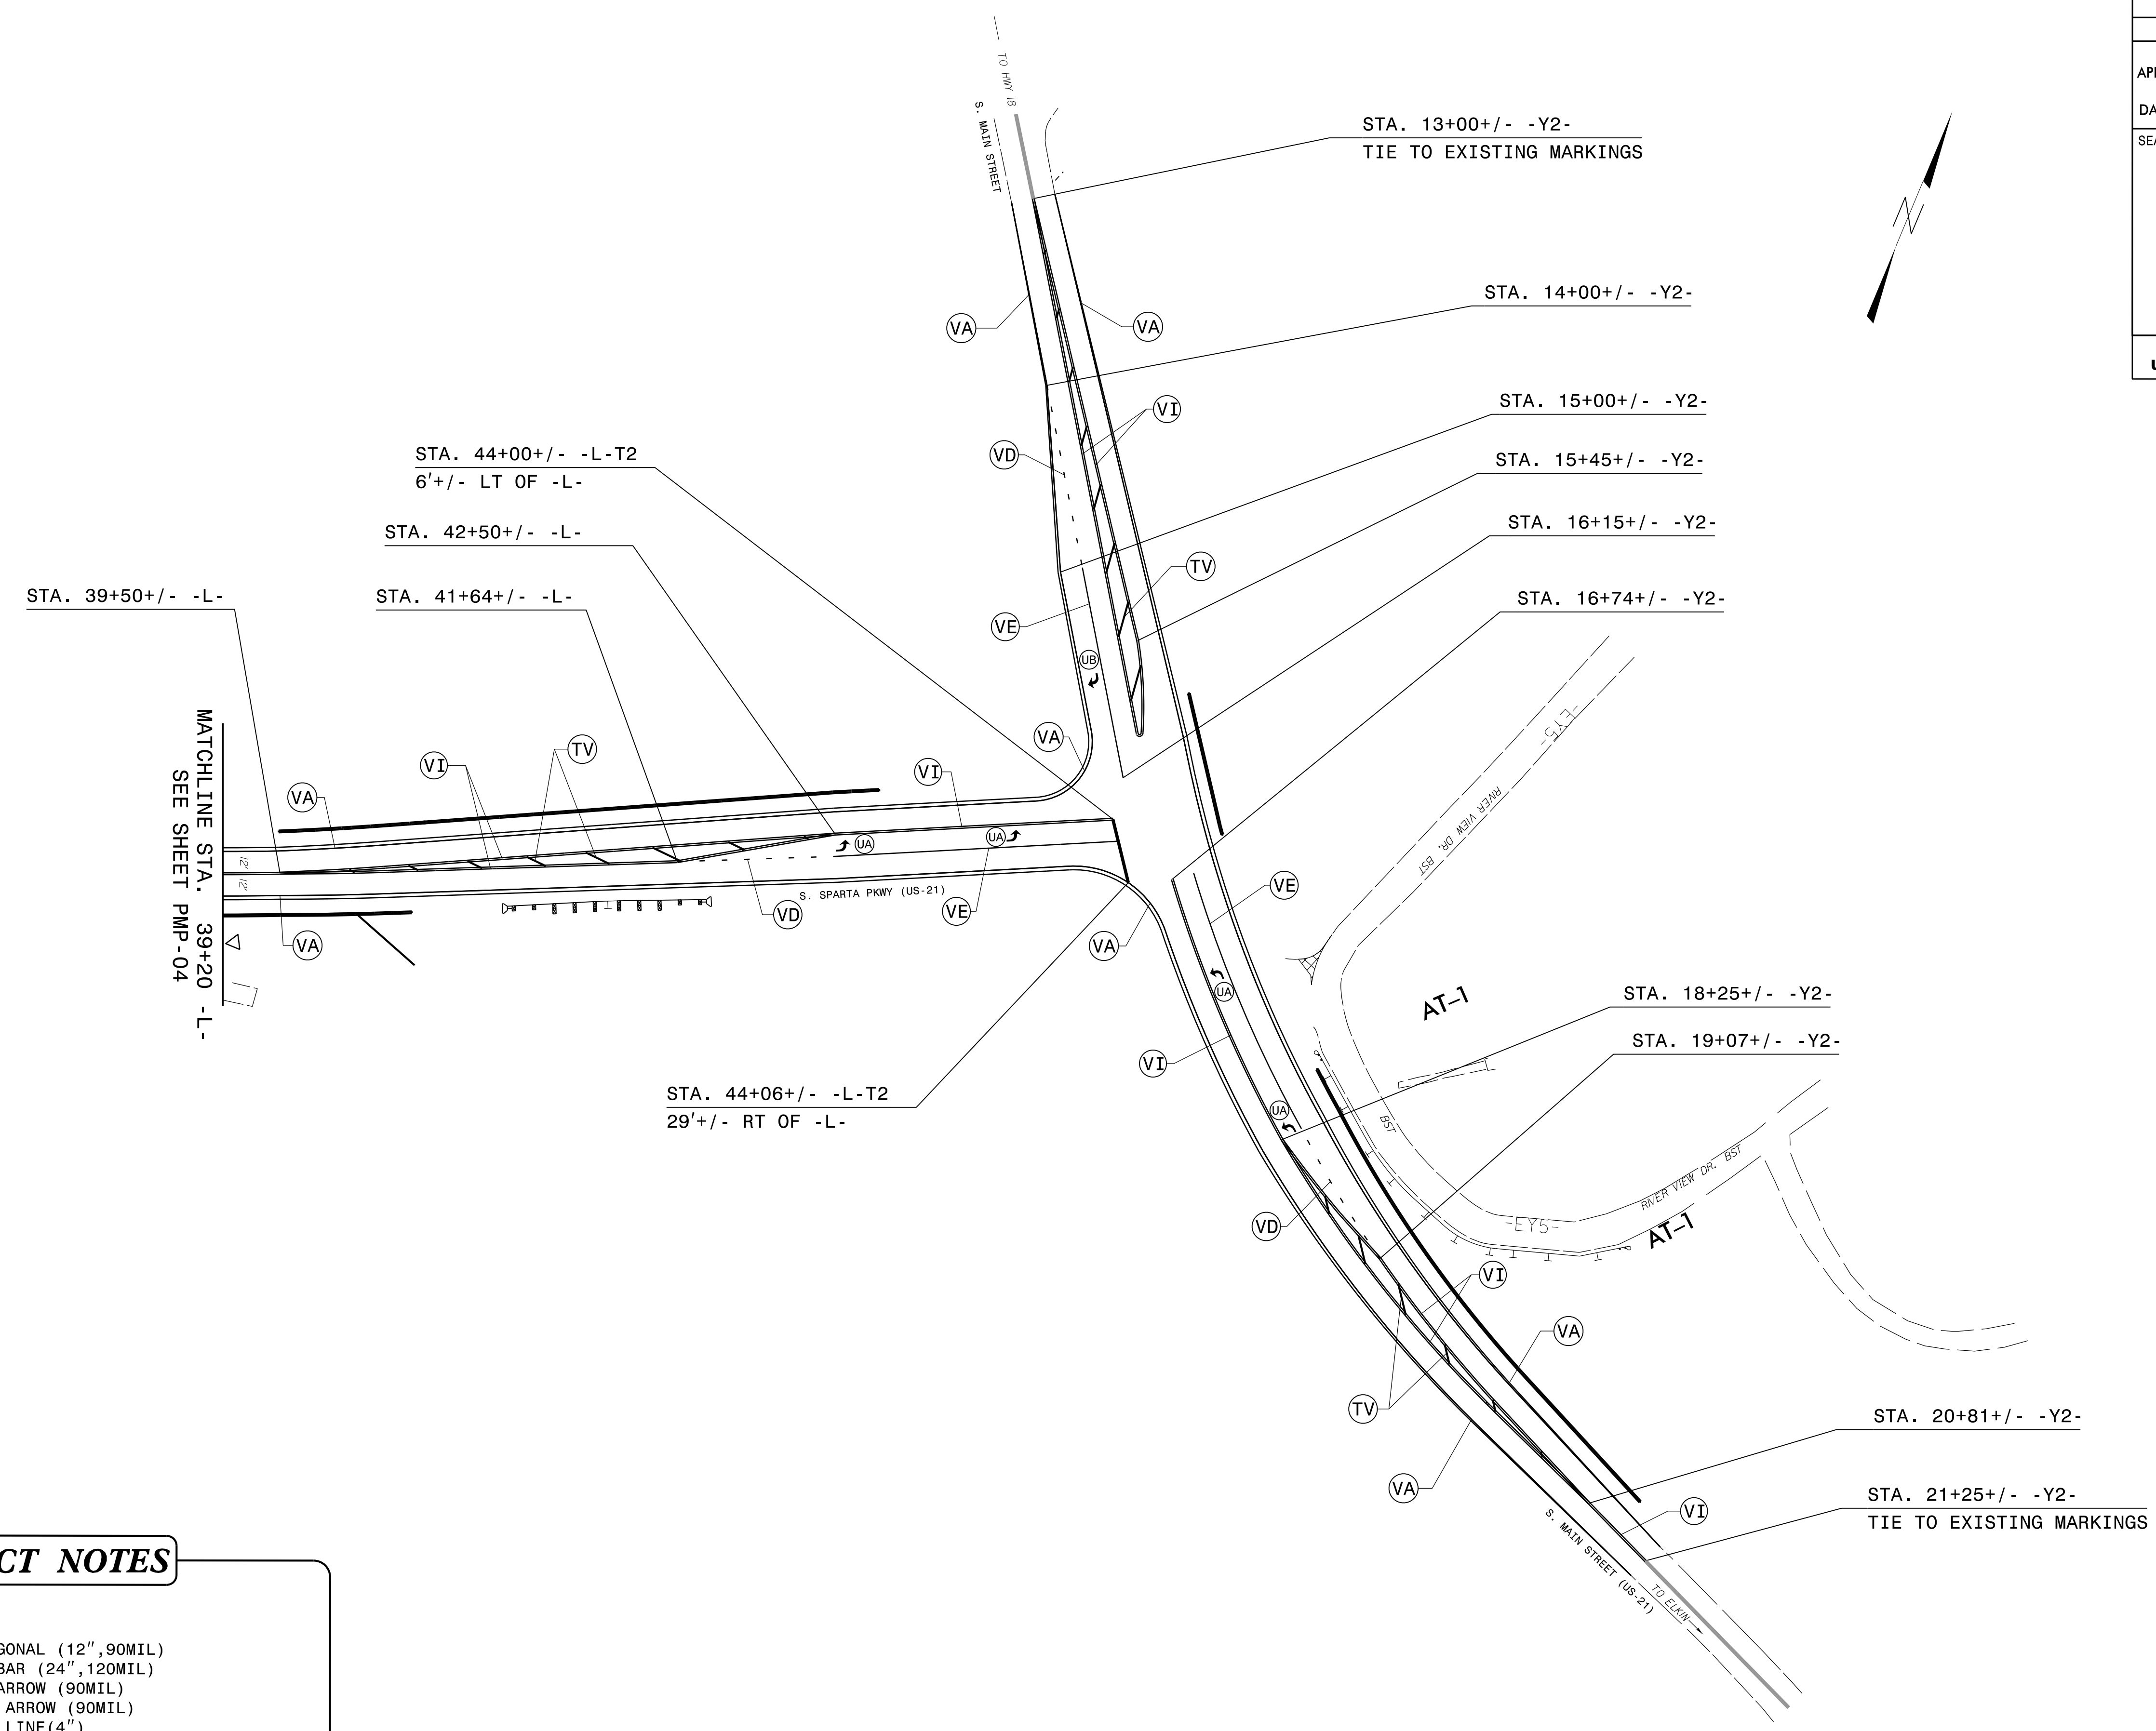 TO HWY 18
S. MAIN STREET
STA. 13+00+/- -Y2-
TIE TO EXISTING MARKINGS
STA. 14+00+/- -Y2-
VA
VA
STA. 15+00+/- -Y2-
VI
VD
STA. 44+00+/- -L-T2
6'+/- LT OF -L-
STA. 15+45+/- -Y2-
STA. 16+15+/- -Y2-
STA. 42+50+/- -L-
TV
STA. 39+50+/- -L-
STA. 41+64+/- -L-
STA. 16+74+/- -Y2-
VE
UB
-EY5-
RIVER VIEW DR. BST
MATCHLINE STA. 39+20 -L-
SEE SHEET PMP-04
VA
VI
TV
VI
VA
12'
12'
UA
UA
S. SPARTA PKWY (US-21)
VD
VE
VA
VA
VE
UA
AT-1
STA. 18+25+/- -Y2-
STA. 19+07+/- -Y2-
VI
STA. 44+06+/- -L-T2
29'+/- RT OF -L-
UA
BST
RIVER VIEW DR. BST
-EY5-
AT-1
VD
VI
VA
TV
VA
STA. 20+81+/- -Y2-
STA. 21+25+/- -Y2-
TIE TO EXISTING MARKINGS
VI
S. MAIN STREET (US-21)
TO ELKIN
CT NOTES
GONAL (12",90MIL)
BAR (24",120MIL)
ARROW (90MIL)
ARROW (90MIL)
LINE(4")
AP
DA
SE